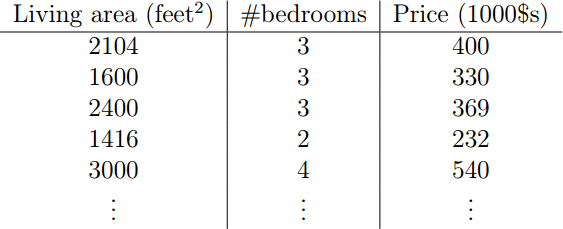 Living area (feet²) #bedrooms Price (1000$s)
2104 3 400
1600 3 330
2400 3 369
1416 2 232
3000 4 540
⋮ ⋮ ⋮